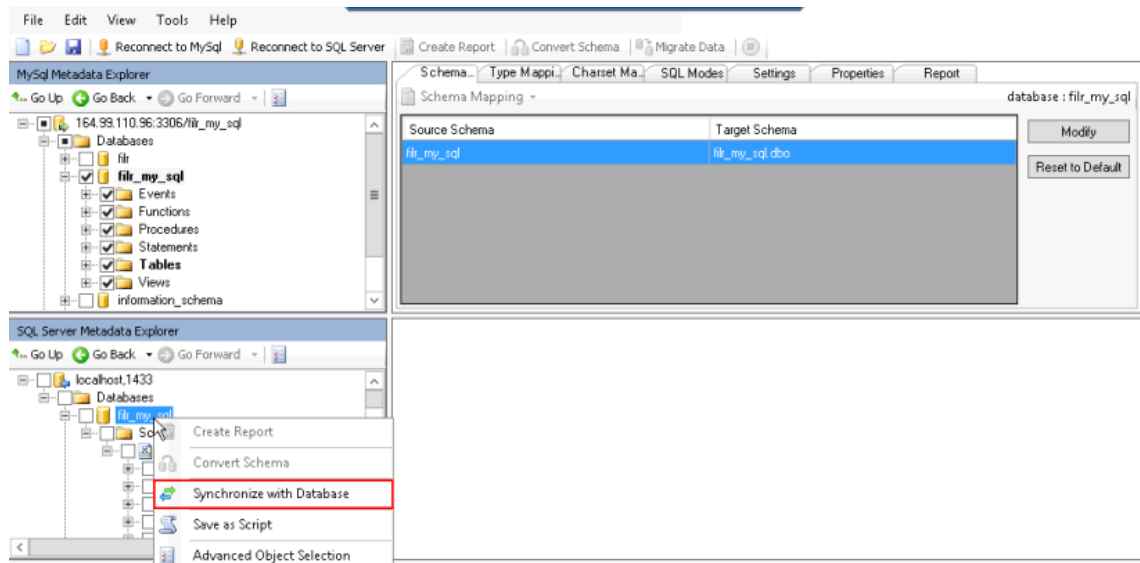 File Edit View Tools Help
Reconnect to MySql Reconnect to SQL Server Create Report Convert Schema Migrate Data
MySql Metadata Explorer
Go Up Go Back Go Forward
164.99.110.96:3306/filr_my_sql
Databases
filr
filr_my_sql
Events
Functions
Procedures
Statements
Tables
Views
information_schema
Schema.. Type Mappi.. Charset Ma.. SQL Modes Settings Properties Report
Schema Mapping database : filr_my_sql
Source Schema Target Schema
filr_my_sql filr_my_sql.dbo
Modify
Reset to Default
SQL Server Metadata Explorer
Go Up Go Back Go Forward
localhost,1433
Databases
filr_my_sql
Create Report
Convert Schema
Synchronize with Database
Save as Script
Advanced Object Selection